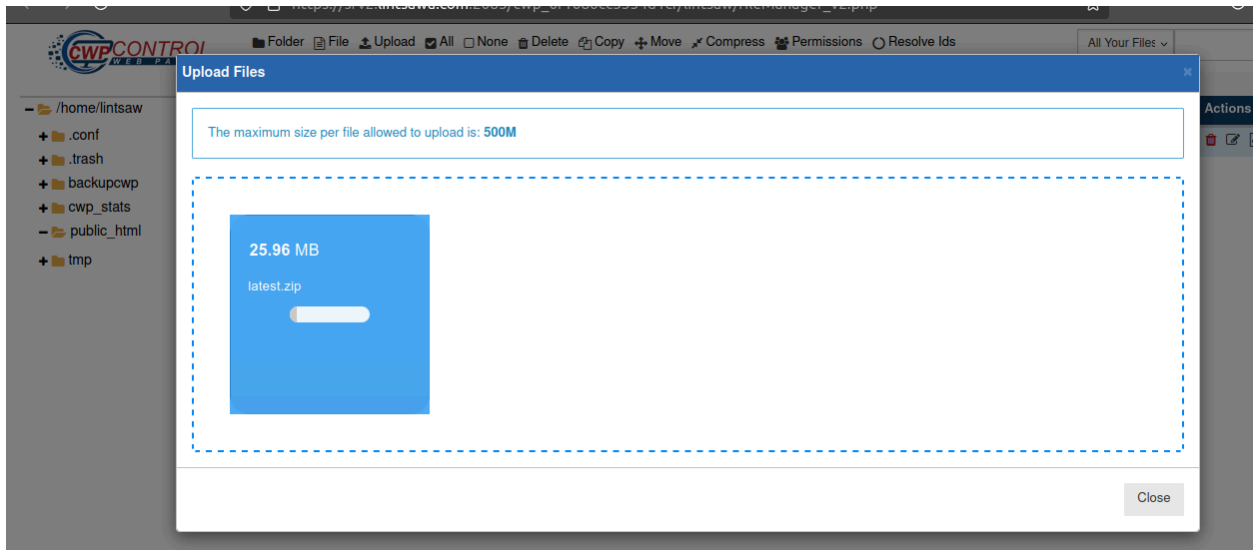 CWP CONTROL
WEB PA
Folder File Upload All None Delete Copy Move Compress Permissions Resolve Ids
All Your Files
Upload Files
×
/home/lintsaw
Actions
The maximum size per file allowed to upload is: 500M
.conf
.trash
backupcwp
cwp_stats
public_html
tmp
25.96 MB
latest.zip
Close